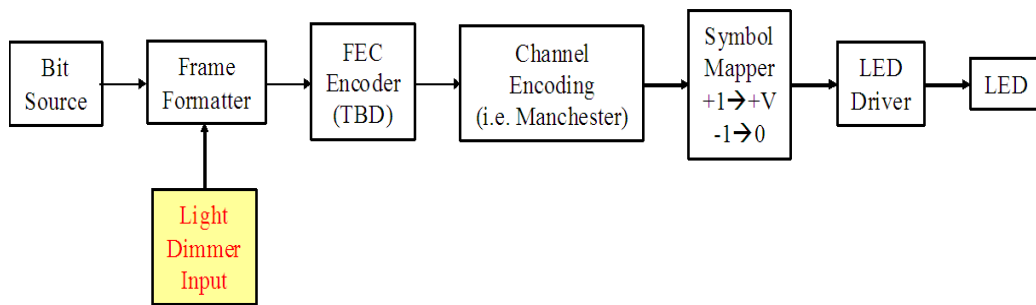 Bit
Source
Frame
Formatter
FEC
Encoder
(TBD)
Channel
Encoding
(i.e. Manchester)
Symbol
Mapper
+1→+V
-1→0
LED
Driver
LED
Light
Dimmer
Input